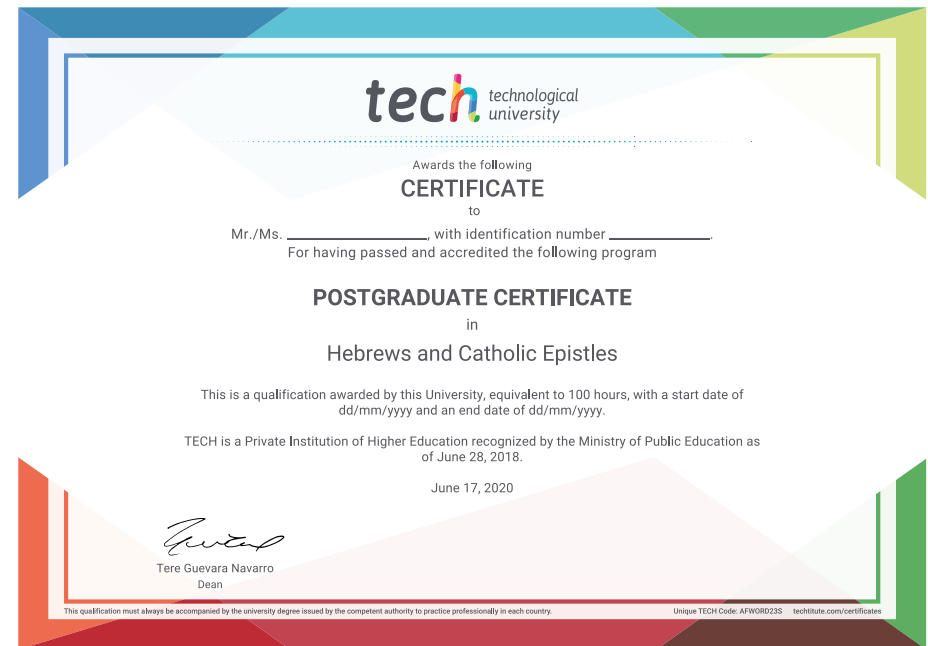 tech technological
university
Awards the following
CERTIFICATE
to
Mr./Ms. ____________________, with identification number ______________.
For having passed and accredited the following program
POSTGRADUATE CERTIFICATE
in
Hebrews and Catholic Epistles
This is a qualification awarded by this University, equivalent to 100 hours, with a start date of
dd/mm/yyyy and an end date of dd/mm/yyyy.
TECH is a Private Institution of Higher Education recognized by the Ministry of Public Education as
of June 28, 2018.
June 17, 2020
Tere Guevara Navarro
Dean
This qualification must always be accompanied by the university degree issued by the competent authority to practice professionally in each country.
Unique TECH Code: AFWORD23S techtitute.com/certificates